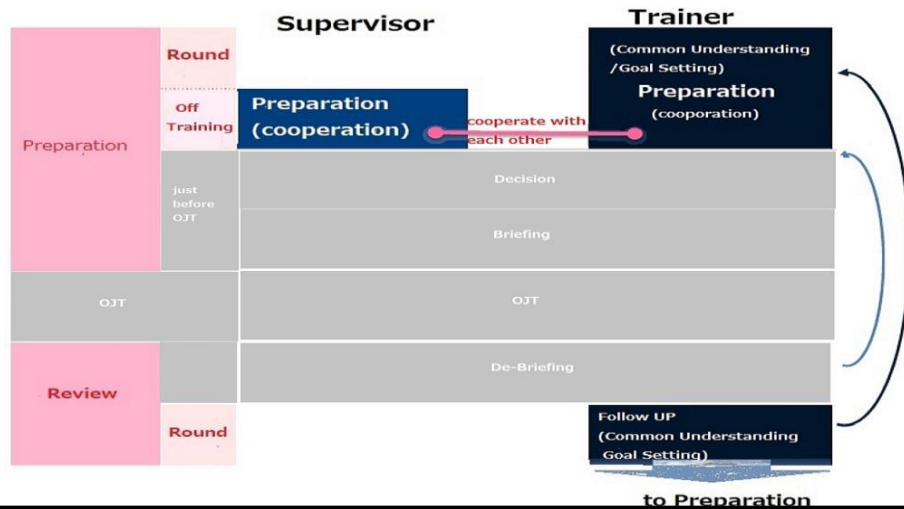 Supervisor
Trainer
Round
(Common Understanding
/Goal Setting)
Preparation
(cooporation)
Off
Training
Preparation
(cooperation)
cooperate with
each other
Preparation
just
before
OJT
Decision
Briefing
OJT
OJT
De-Briefing
Review
Round
Follow UP
(Common Understanding
Goal Setting)
to Preparation